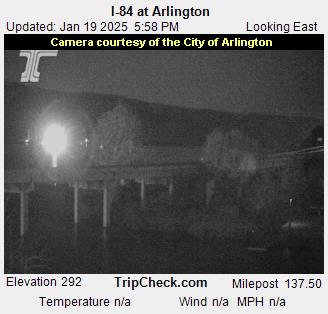 I-84 at Arlington
Updated: Jan 19 2025 5:58 PM Looking East
Camera courtesy of the City of Arlington
Elevation 292 TripCheck.com Milepost 137.50
Temperature n/a Wind n/a MPH n/a